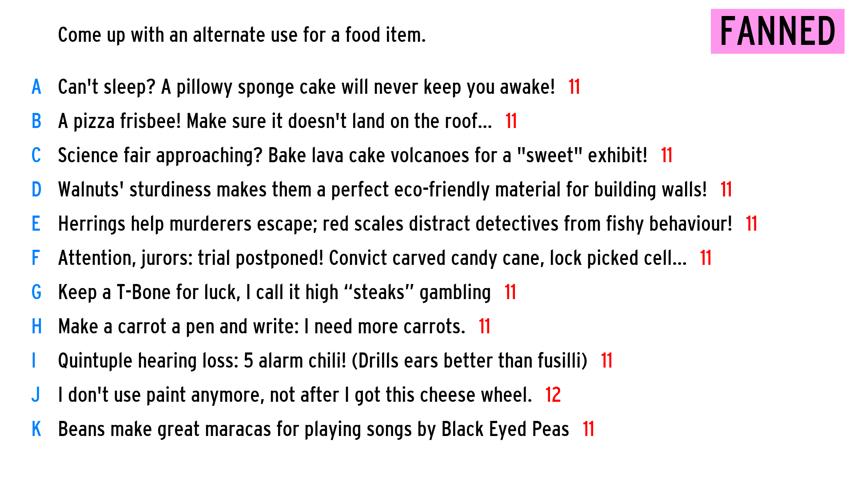 Come up with an alternate use for a food item.
FANNED
A Can't sleep? A pillowy sponge cake will never keep you awake! 11
B A pizza frisbee! Make sure it doesn't land on the roof... 11
C Science fair approaching? Bake lava cake volcanoes for a "sweet" exhibit! 11
D Walnuts' sturdiness makes them a perfect eco-friendly material for building walls! 11
E Herrings help murderers escape; red scales distract detectives from fishy behaviour! 11
F Attention, jurors: trial postponed! Convict carved candy cane, lock picked cell... 11
G Keep a T-Bone for luck, I call it high “steaks” gambling 11
H Make a carrot a pen and write: I need more carrots. 11
I Quintuple hearing loss: 5 alarm chili! (Drills ears better than fusilli) 11
J I don't use paint anymore, not after I got this cheese wheel. 12
K Beans make great maracas for playing songs by Black Eyed Peas 11